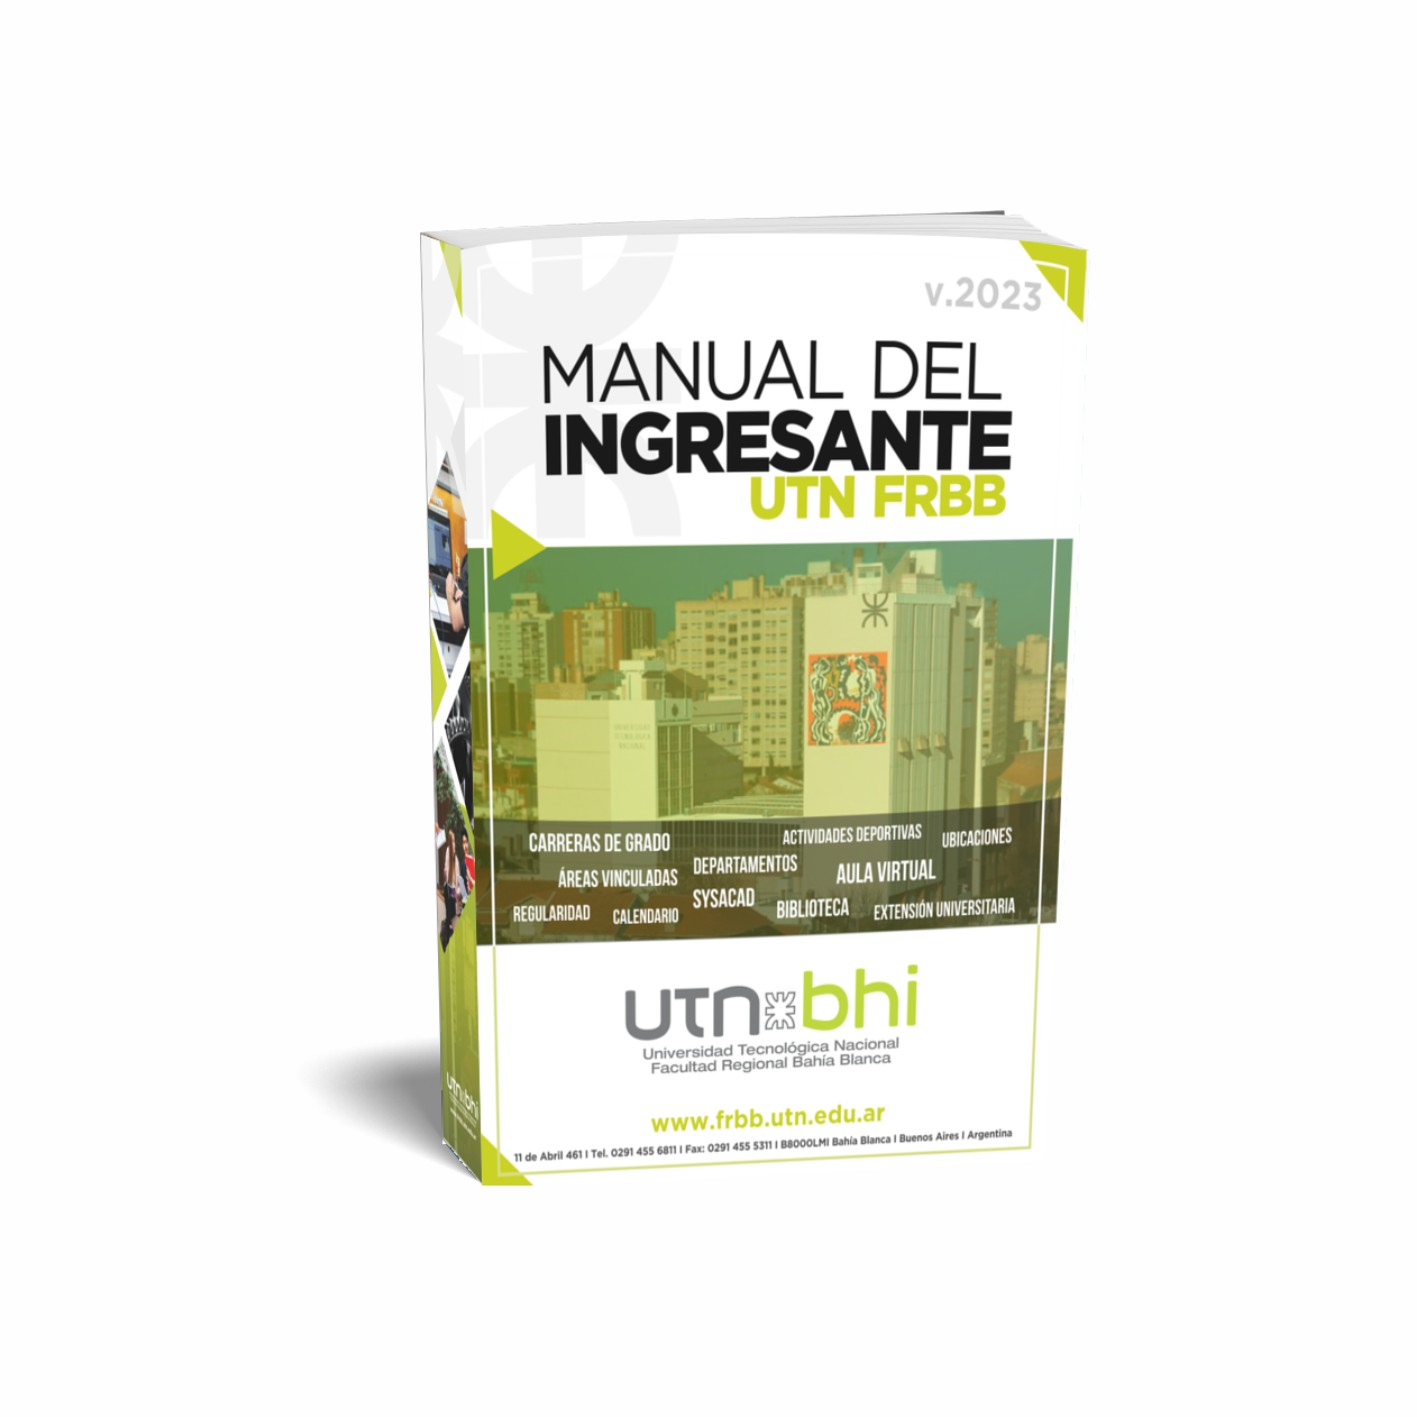 v.2023
MANUAL DEL
INGRESANTE
UTN FRBB
CARRERAS DE GRADO
ACTIVIDADES DEPORTIVAS
UBICACIONES
ÁREAS VINCULADAS
DEPARTAMENTOS
AULA VIRTUAL
REGULARIDAD
CALENDARIO
SYSACAD
BIBLIOTECA
EXTENSIÓN UNIVERSITARIA
utn bhi
Universidad Tecnológica Nacional
Facultad Regional Bahía Blanca
www.frbb.utn.edu.ar
11 de Abril 461 I Tel. 0291 455 6811 I Fax: 0291 455 5311 I B8000LMI Bahía Blanca I Buenos Aires I Argentina
utn bhi